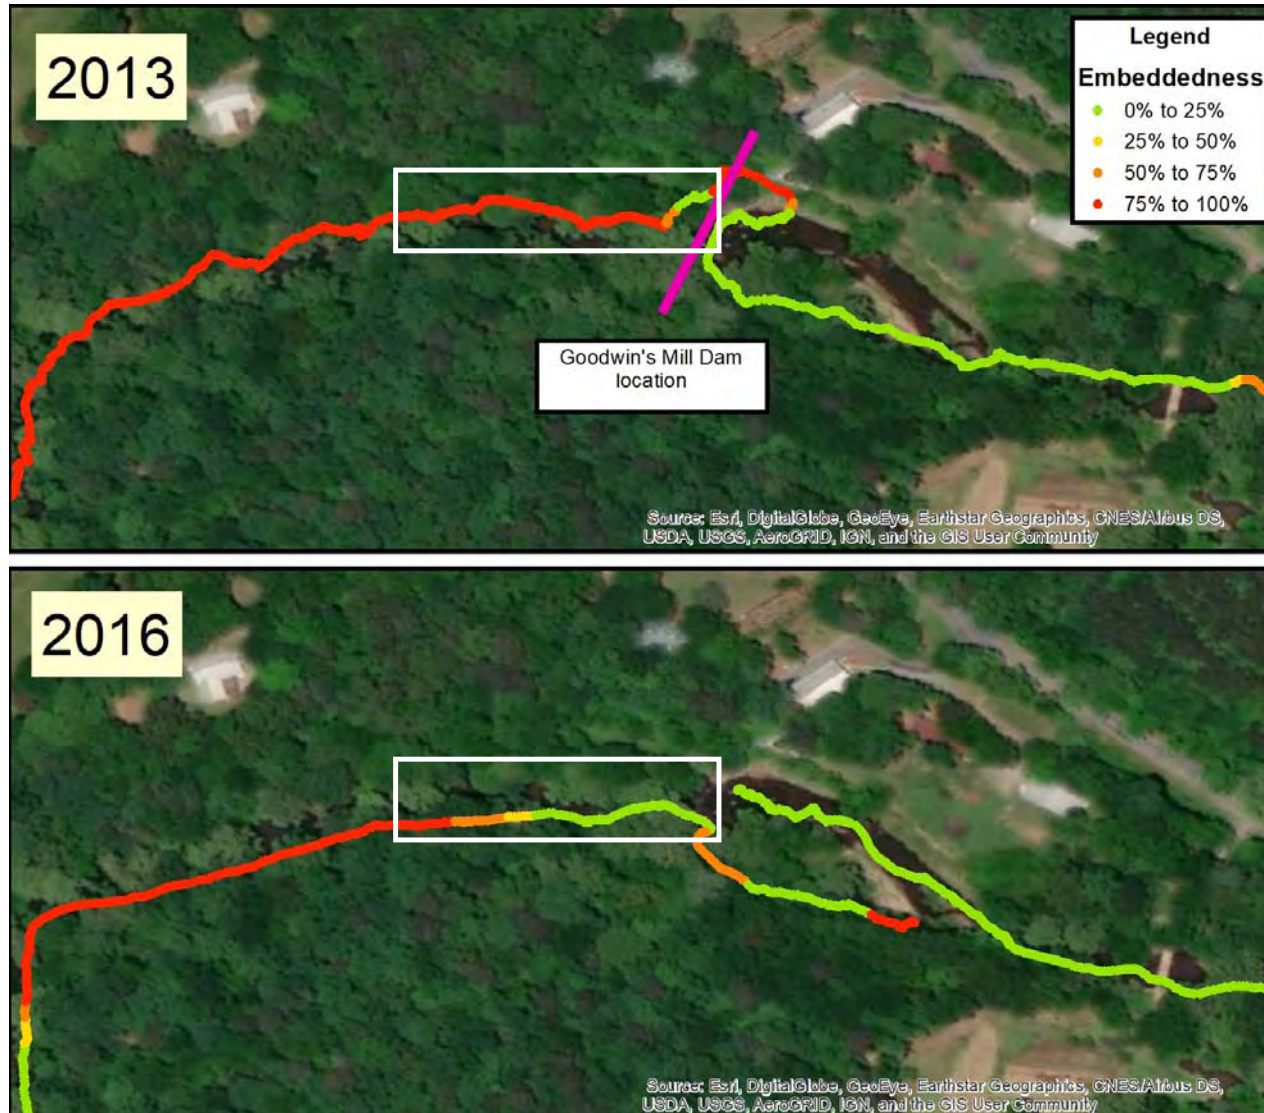 2013
Legend
Embeddedness
0% to 25%
25% to 50%
50% to 75%
75% to 100%
Goodwin's Mill Dam
location
Source: Esri, DigitalGlobe, GeoEye, Earthstar Geographics, CNES/Airbus DS,
USDA, USGS, AeroGRID, IGN, and the GIS User Community
2016
Source: Esri, DigitalGlobe, GeoEye, Earthstar Geographics, CNES/Airbus DS,
USDA, USGS, AeroGRID, IGN, and the GIS User Community